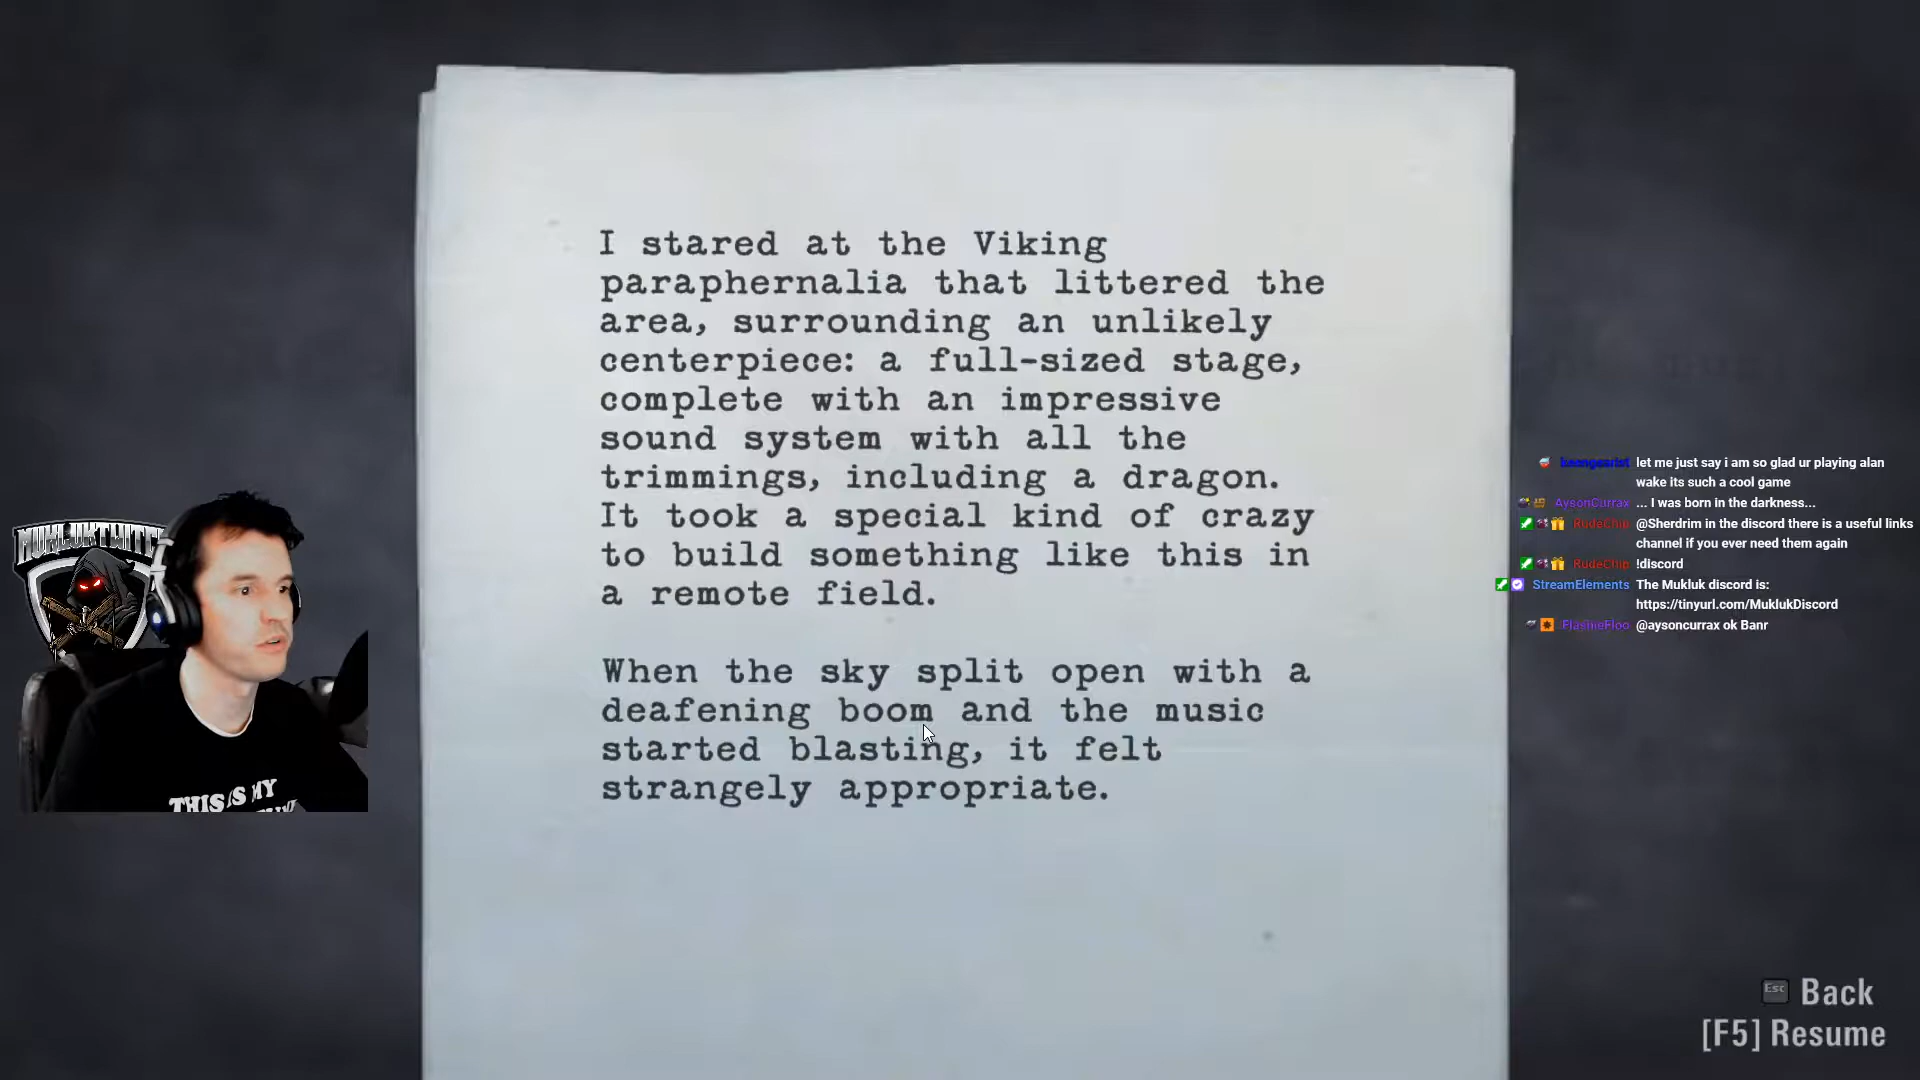 I stared at the Viking
paraphernalia that littered the
area, surrounding an unlikely
centerpiece: a full-sized stage,
complete with an impressive
sound system with all the
trimmings, including a dragon.
It took a special kind of crazy
to build something like this in
a remote field.
When the sky split open with a
deafening boom and the music
started blasting, it felt
strangely appropriate.
MUKLUKTWITC
THIS IS MY
let me just say i am so glad ur playing alan
wake its such a cool game
AysonCurrax ... I was born in the darkness...
RudeChip @Sherdrim in the discord there is a useful links
channel if you ever need them again
RudeChip !discord
StreamElements The Mukluk discord is:
https://tinyurl.com/MuklukDiscord
FlashieFloo @aysoncurrax ok Banr
Esc Back
[F5] Resume